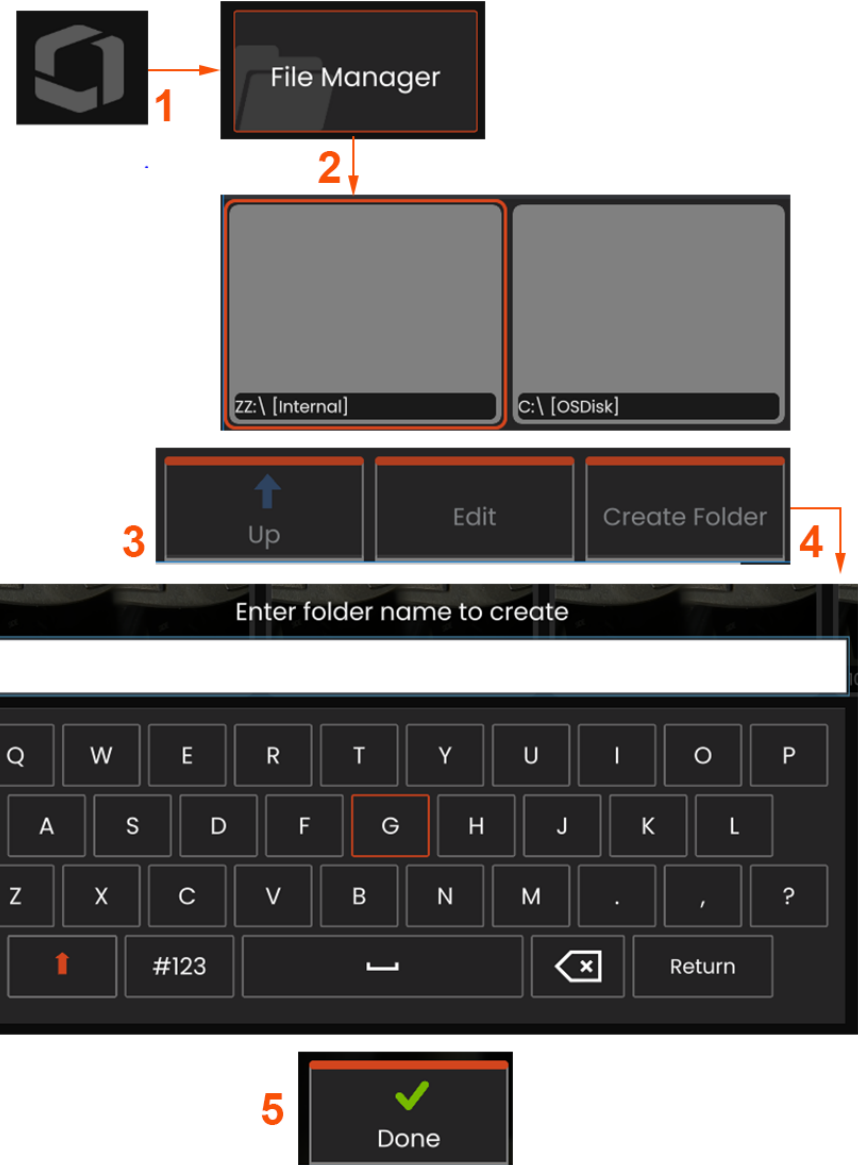 1
File Manager
2
ZZ:\ [Internal]
C:\ [OSDisk]
3
Up
Edit
Create Folder
4
Enter folder name to create
Q W E R T Y U I O P
A S D F G H J K L
Z X C V B N M . , ?
#123
Return
5
Done